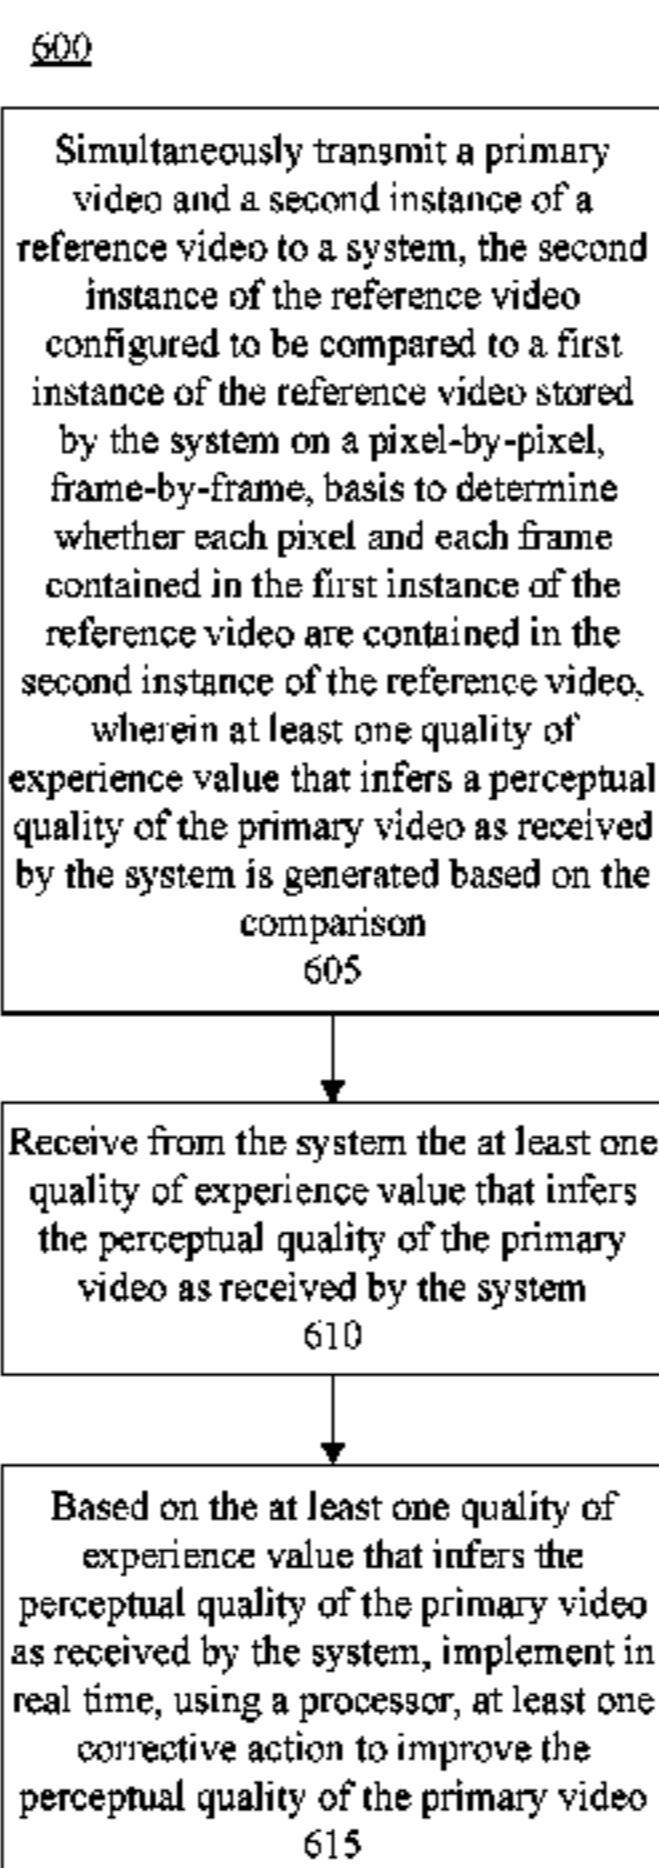 600
Simultaneously transmit a primary
video and a second instance of a
reference video to a system, the second
instance of the reference video
configured to be compared to a first
instance of the reference video stored
by the system on a pixel-by-pixel,
frame-by-frame, basis to determine
whether each pixel and each frame
contained in the first instance of the
reference video are contained in the
second instance of the reference video,
wherein at least one quality of
experience value that infers a perceptual
quality of the primary video as received
by the system is generated based on the
comparison
605
Receive from the system the at least one
quality of experience value that infers
the perceptual quality of the primary
video as received by the system
610
Based on the at least one quality of
experience value that infers the
perceptual quality of the primary video
as received by the system, implement in
real time, using a processor, at least one
corrective action to improve the
perceptual quality of the primary video
615